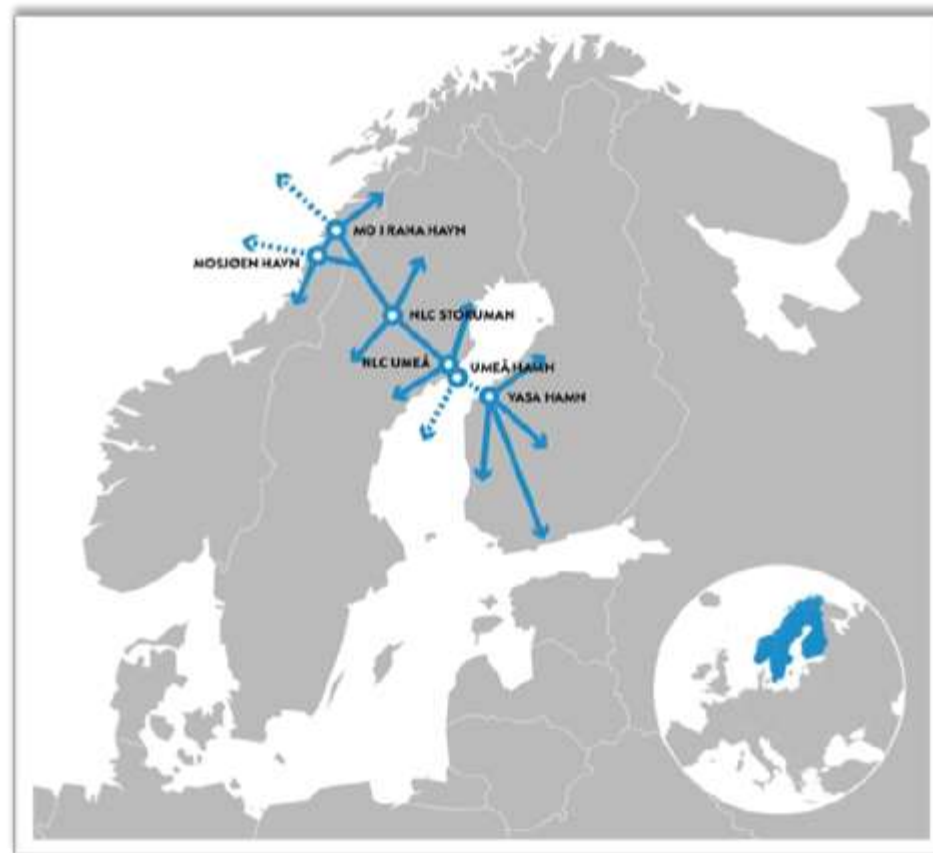 MO I RANA HAVN
MOSJØEN HAVN
NLC STORUMAN
NLC UMEÅ
UMEÅ HAMN
VASA HAMN